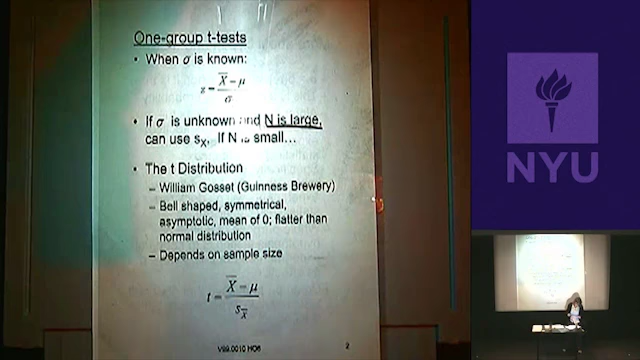 One-group t-tests
• When σ is known:
z = X̅ – μ / σ
• If σ is unknown and N is large,
can use sX, If N is small...
• The t Distribution
– William Gosset (Guinness Brewery)
– Bell shaped, symmetrical,
asymptotic, mean of 0; flatter than
normal distribution
– Depends on sample size
t = X̅ – μ / sX̅
V89.0010 HO6
2
NYU